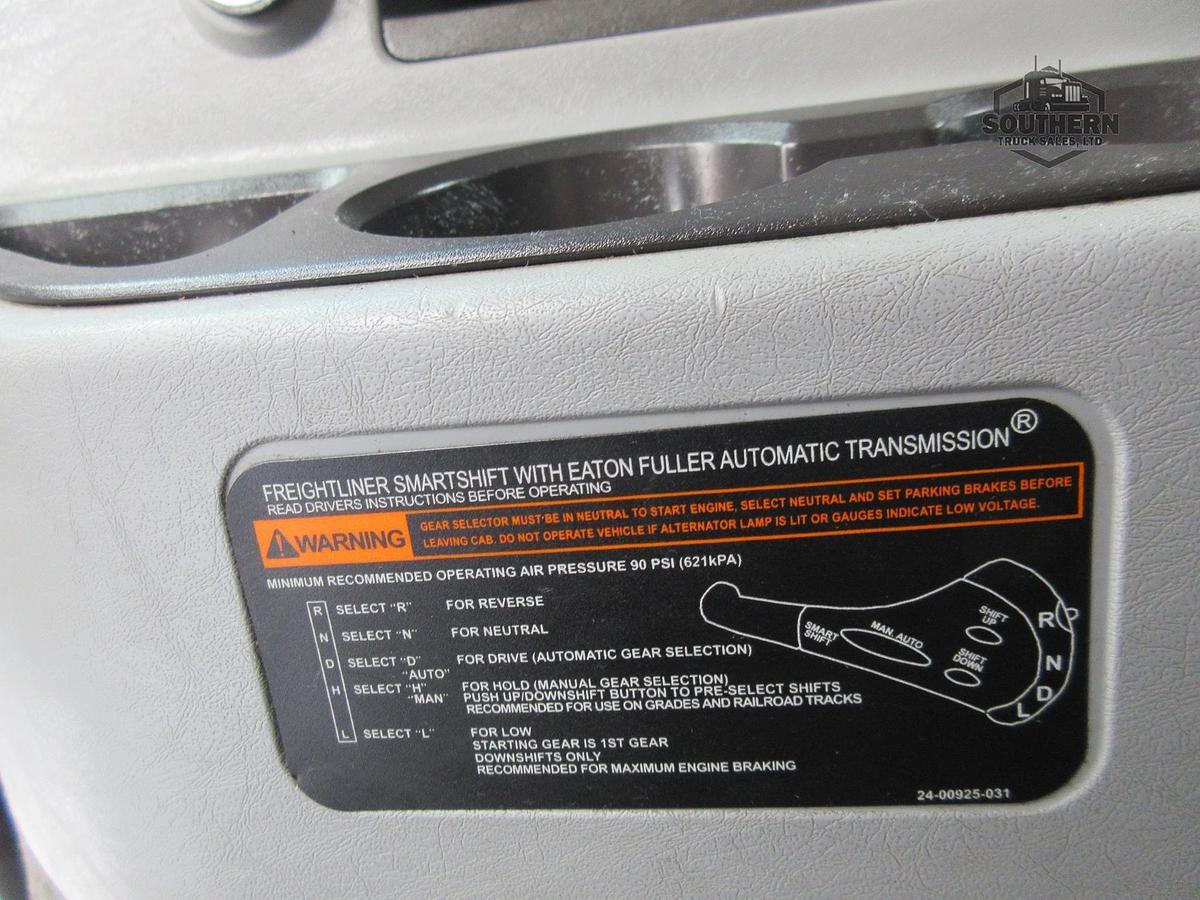 SOUTHERN
TRUCK SALES, LTD
FREIGHTLINER SMARTSHIFT WITH EATON FULLER AUTOMATIC TRANSMISSION®
READ DRIVERS INSTRUCTIONS BEFORE OPERATING
WARNING
GEAR SELECTOR MUST BE IN NEUTRAL TO START ENGINE, SELECT NEUTRAL AND SET PARKING BRAKES BEFORE
LEAVING CAB. DO NOT OPERATE VEHICLE IF ALTERNATOR LAMP IS LIT OR GAUGES INDICATE LOW VOLTAGE.
MINIMUM RECOMMENDED OPERATING AIR PRESSURE 90 PSI (621kPA)
R SELECT "R" FOR REVERSE
N SELECT "N" FOR NEUTRAL
D SELECT "D" FOR DRIVE (AUTOMATIC GEAR SELECTION)
"AUTO"
H SELECT "H" FOR HOLD (MANUAL GEAR SELECTION)
"MAN" PUSH UP/DOWNSHIFT BUTTON TO PRE-SELECT SHIFTS
RECOMMENDED FOR USE ON GRADES AND RAILROAD TRACKS
L SELECT "L" FOR LOW
STARTING GEAR IS 1ST GEAR
DOWNSHIFTS ONLY
RECOMMENDED FOR MAXIMUM ENGINE BRAKING
SMART
SHIFT
MAN. AUTO
SHIFT
UP
SHIFT
DOWN
R
N
D
L
24-00925-031